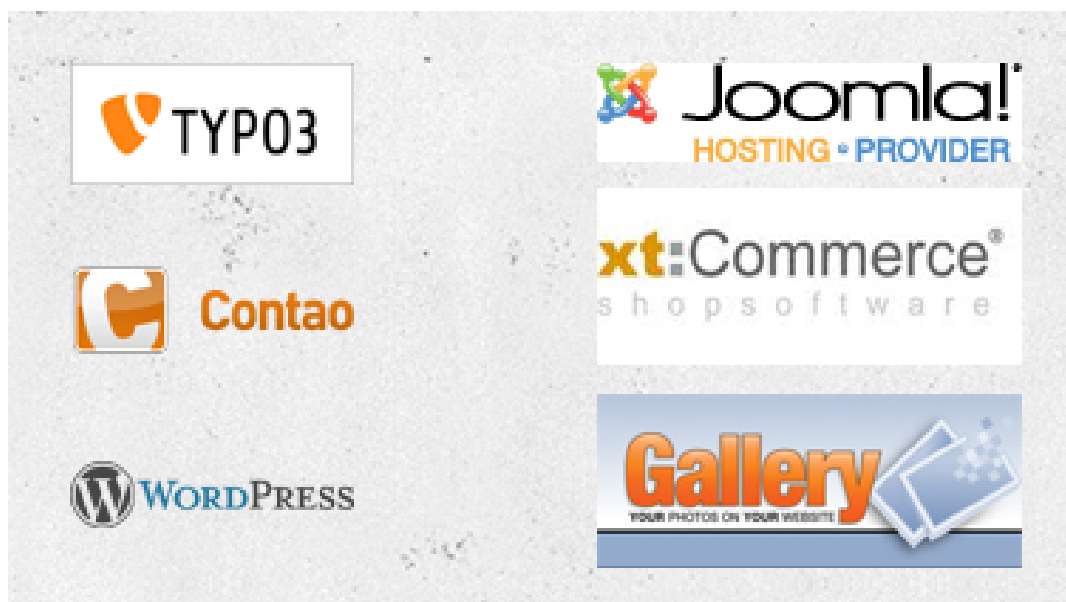 TYPO3
Contao
WORDPRESS
Joomla!
HOSTING • PROVIDER
xt:Commerce®
shopsoftware
Gallery
YOUR PHOTOS ON YOUR WEBSITE